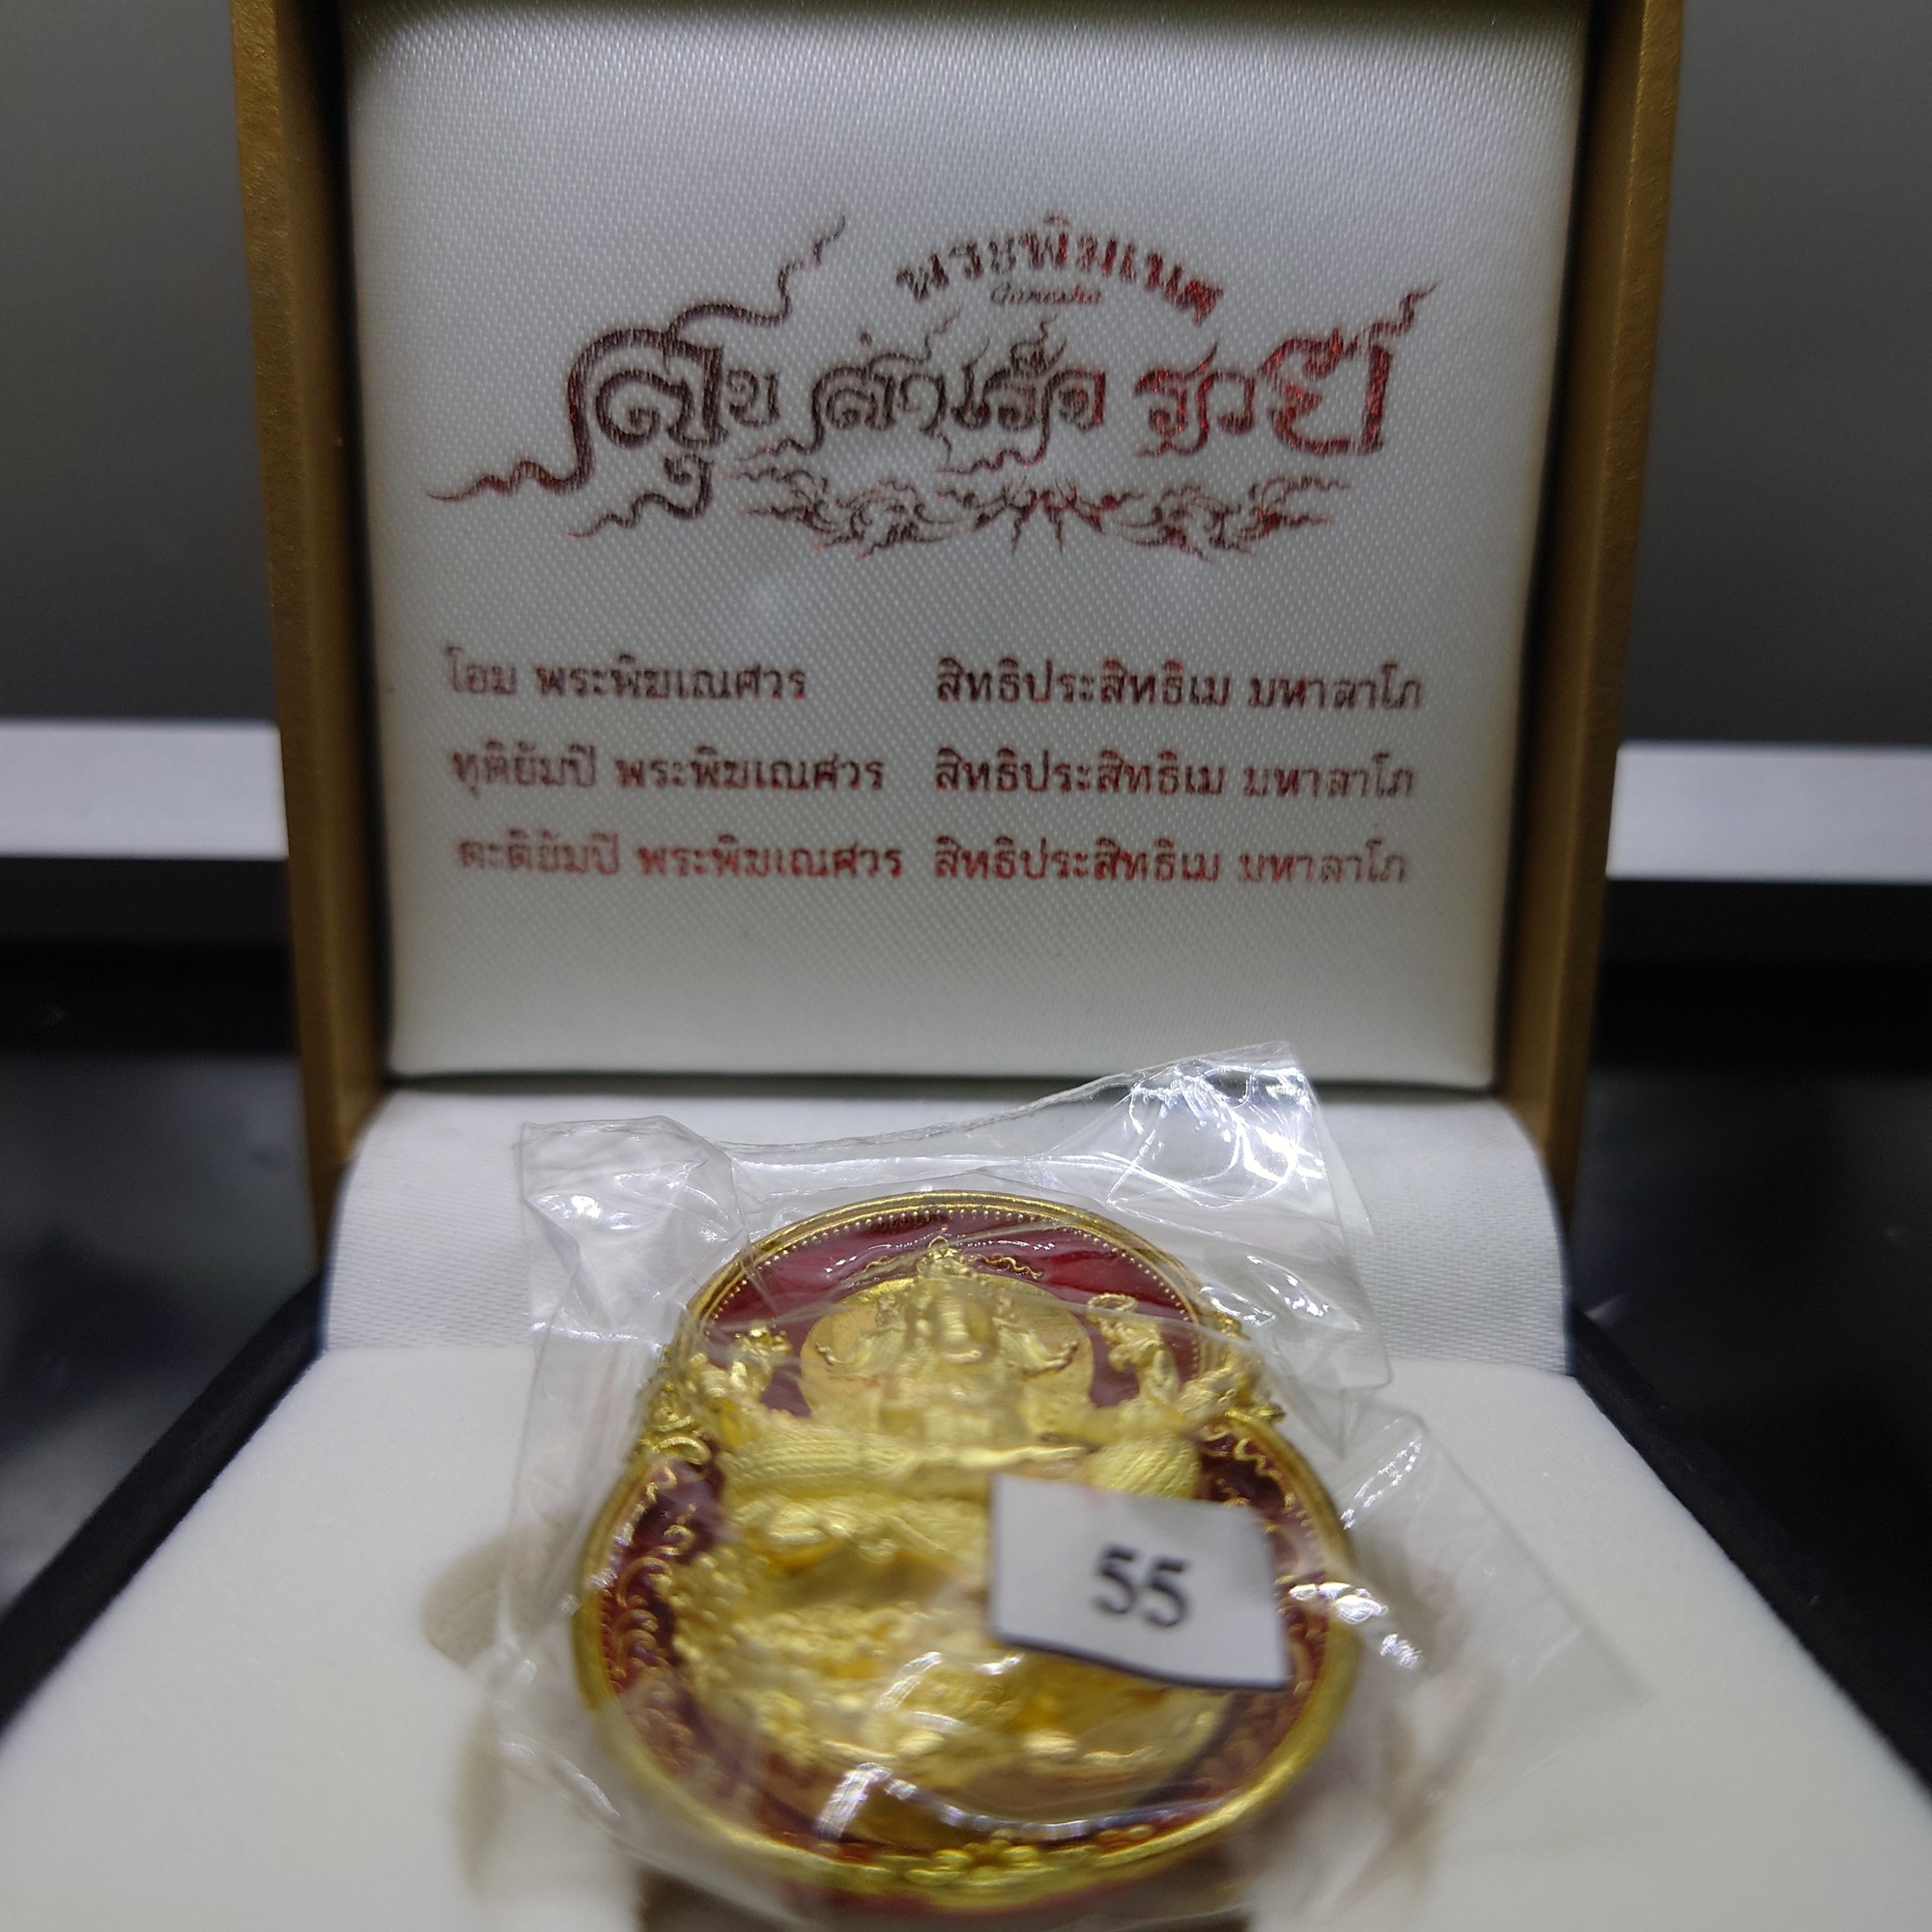 พระพิฆเนศ
Ganesha
สุข สำเร็จ รวย
โอม พระพิฆเณศวร สิทธิประสิทธิเม มหาลาโภ
ทุติยัมปิ พระพิฆเณศวร สิทธิประสิทธิเม มหาลาโภ
ตะติยัมปิ พระพิฆเณศวร สิทธิประสิทธิเม มหาลาโภ
55